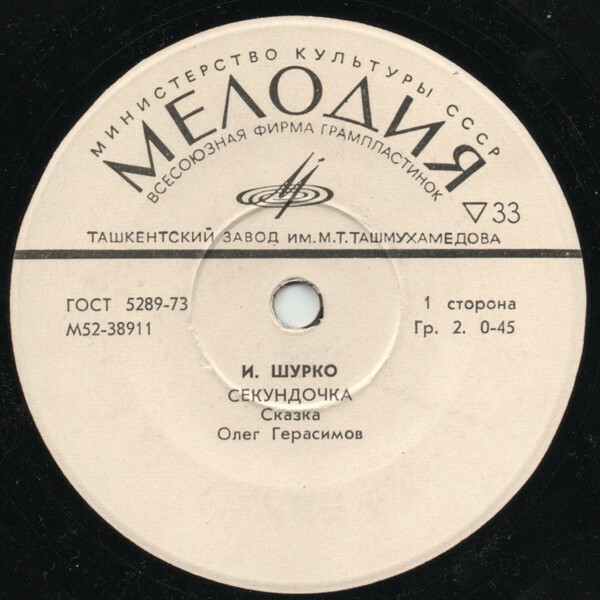 МИНИСТЕРСТВО КУЛЬТУРЫ СССР
МЕЛОДИЯ
ВСЕСОЮЗНАЯ ФИРМА ГРАМПЛАСТИНОК
▽33
ТАШКЕНТСКИЙ ЗАВОД ИМ.М.Т.ТАШМУХАМЕДОВА
ГОСТ 5289-73
М52-38911
1 сторона
Гр. 2. 0-45
И. ШУРКО
СЕКУНДОЧКА
Сказка
Олег Герасимов